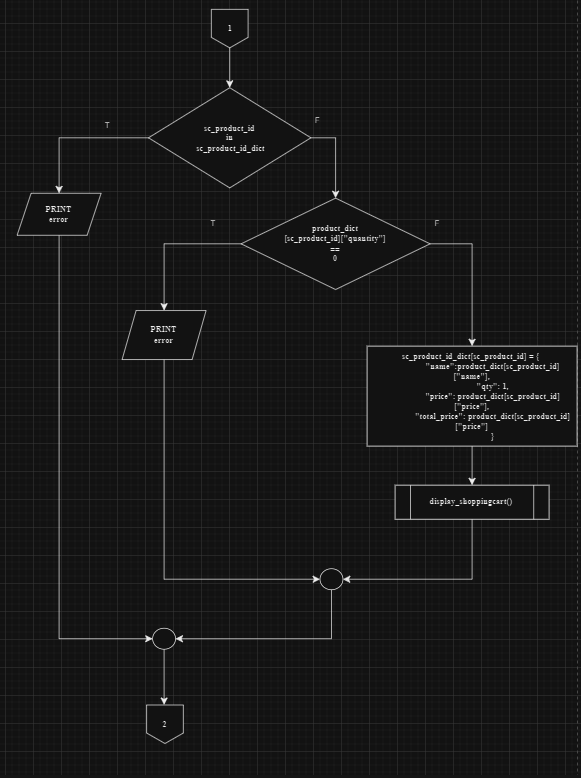 1
T
F
sc_product_id
in
sc_product_id_dict
PRINT
error
T
F
product_dict
[sc_product_id]["quantity"]
==
0
PRINT
error
sc_product_id_dict[sc_product_id] = {
"name":product_dict[sc_product_id]
["name"],
"qty": 1,
"price": product_dict[sc_product_id]
["price"],
"total_price": product_dict[sc_product_id]
["price"]
}
display_shoppingcart()
2